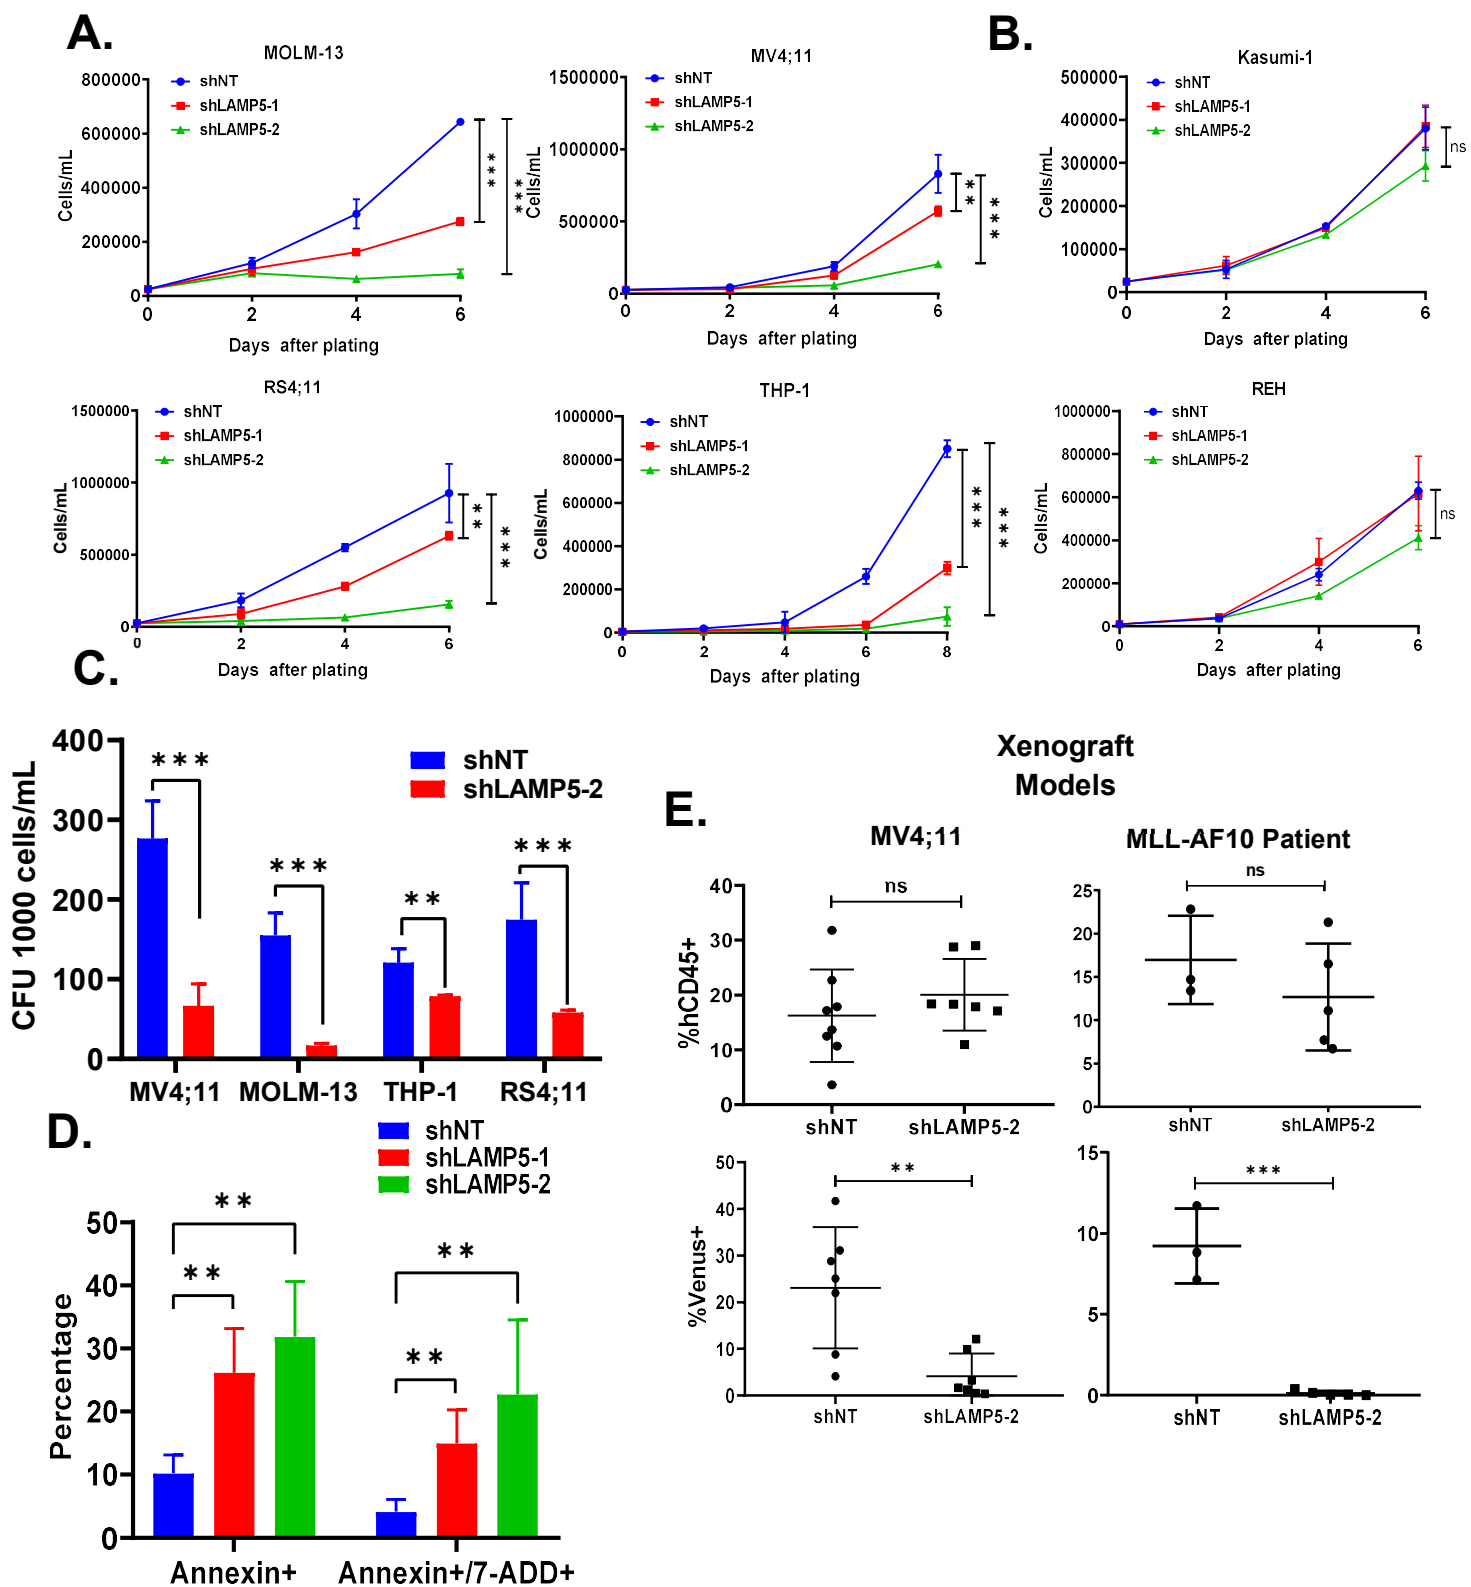 A.
MOLM-13
800000
600000
400000
200000
0
Cells/mL
shNT
shLAMP5-1
shLAMP5-2
***
***
0 2 4 6
Days after plating
MV4;11
1500000
1000000
500000
0
Cells/mL
shNT
shLAMP5-1
shLAMP5-2
**
***
0 2 4 6
Days after plating
B.
Kasumi-1
500000
400000
300000
200000
100000
0
Cells/mL
shNT
shLAMP5-1
shLAMP5-2
ns
0 2 4 6
Days after plating
RS4;11
1500000
1000000
500000
0
Cells/mL
shNT
shLAMP5-1
shLAMP5-2
**
***
0 2 4 6
Days after plating
THP-1
1000000
800000
600000
400000
200000
0
Cells/mL
shNT
shLAMP5-1
shLAMP5-2
***
***
0 2 4 6 8
Days after plating
REH
1000000
800000
600000
400000
200000
0
Cells/mL
shNT
shLAMP5-1
shLAMP5-2
ns
0 2 4 6
Days after plating
C.
400
300
200
100
0
CFU 1000 cells/mL
shNT
shLAMP5-2
***
***
**
***
MV4;11 MOLM-13 THP-1 RS4;11
D.
shNT
shLAMP5-1
shLAMP5-2
50
40
30
20
10
0
Percentage
**
**
**
**
Annexin+ Annexin+/7-ADD+
Xenograft
Models
E.
MV4;11
40
30
20
10
0
%hCD45+
ns
shNT shLAMP5-2
MLL-AF10 Patient
25
20
15
10
5
0
ns
shNT shLAMP5-2
50
40
30
20
10
0
%Venus+
**
shNT shLAMP5-2
15
10
5
0
***
shNT shLAMP5-2